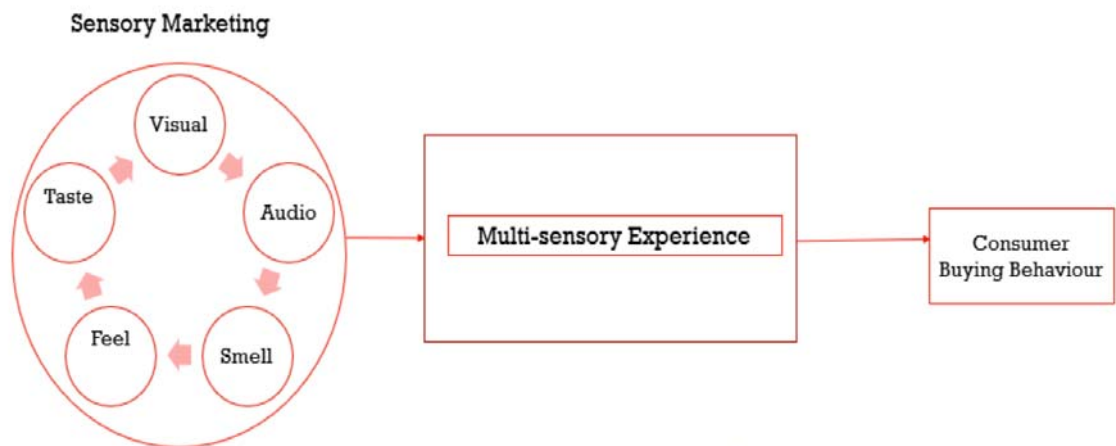 Sensory Marketing
Visual
Taste
Audio
Feel
Smell
Multi-sensory Experience
Consumer
Buying Behaviour